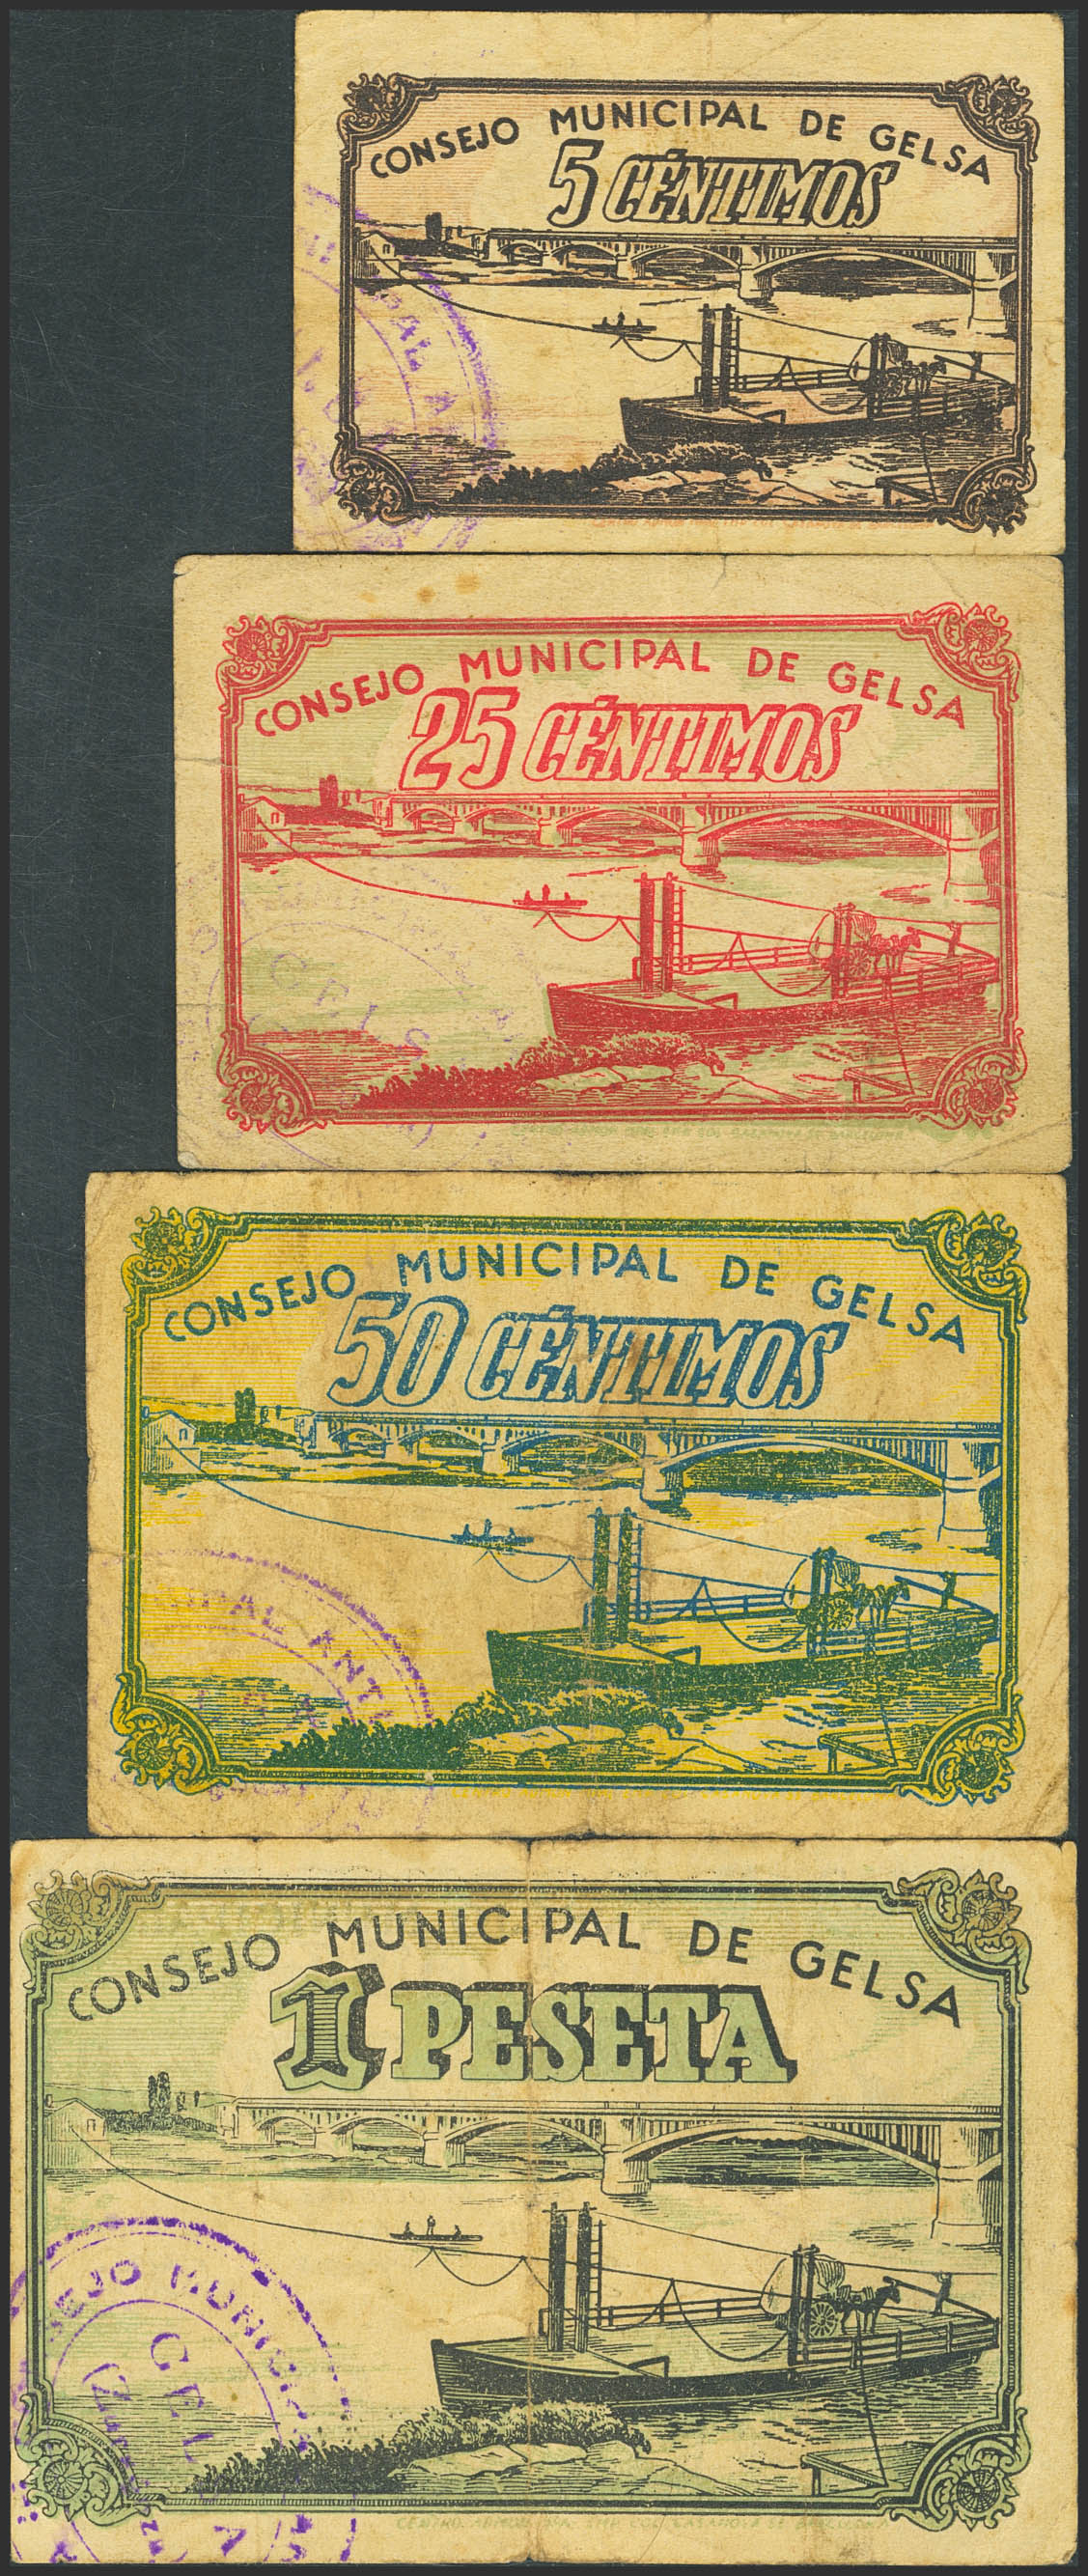 CONSEJO MUNICIPAL DE GELSA
5 CÉNTIMOS
CONSEJO MUNICIPAL DE GELSA
25 CÉNTIMOS
CONSEJO MUNICIPAL DE GELSA
50 CÉNTIMOS
CONSEJO MUNICIPAL DE GELSA
1 PESETA